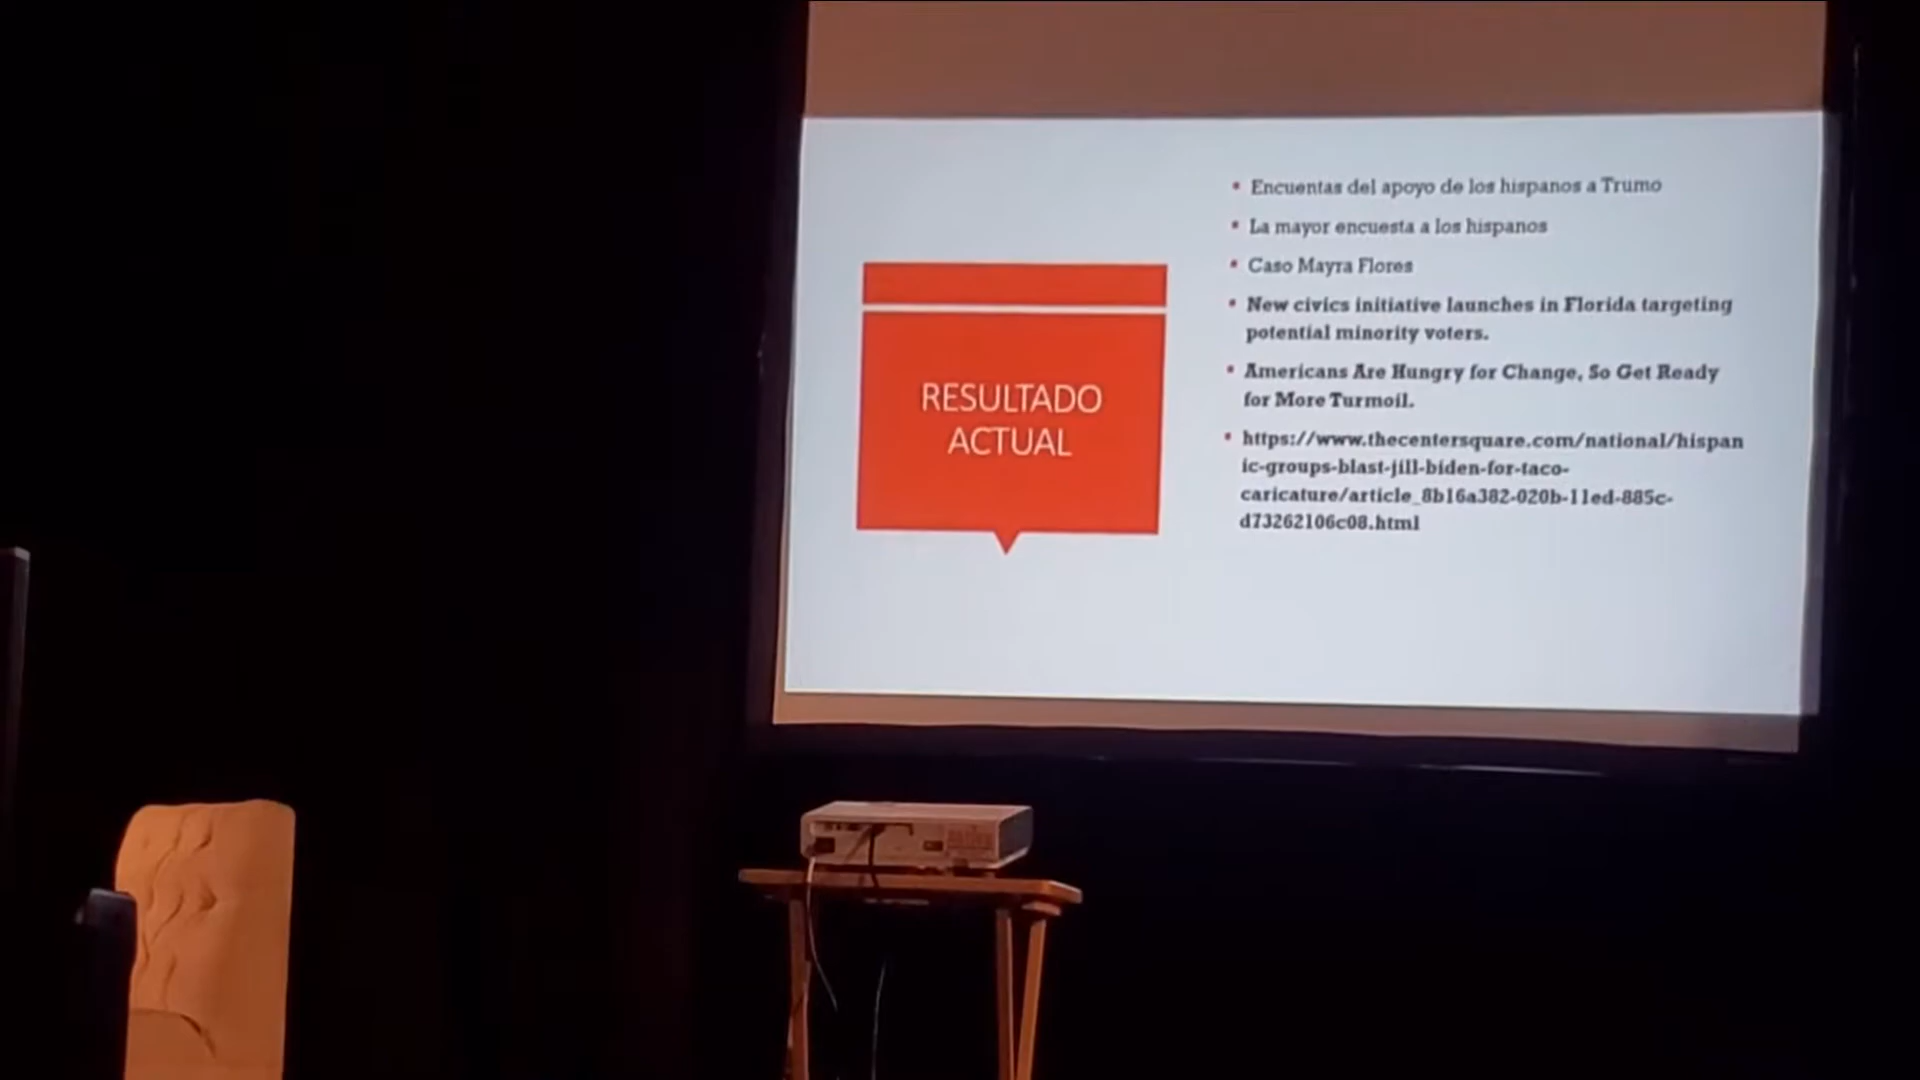 RESULTADO
ACTUAL
• Encuentas del apoyo de los hispanos a Trumo
• La mayor encuesta a los hispanos
• Caso Mayra Flores
• New civics initiative launches in Florida targeting
potential minority voters.
• Americans Are Hungry for Change, So Get Ready
for More Turmoil.
• https://www.thecentersquare.com/national/hispan
ic-groups-blast-jill-biden-for-taco-
caricature/article_8b16a382-020b-11ed-885c-
d73262106c08.html